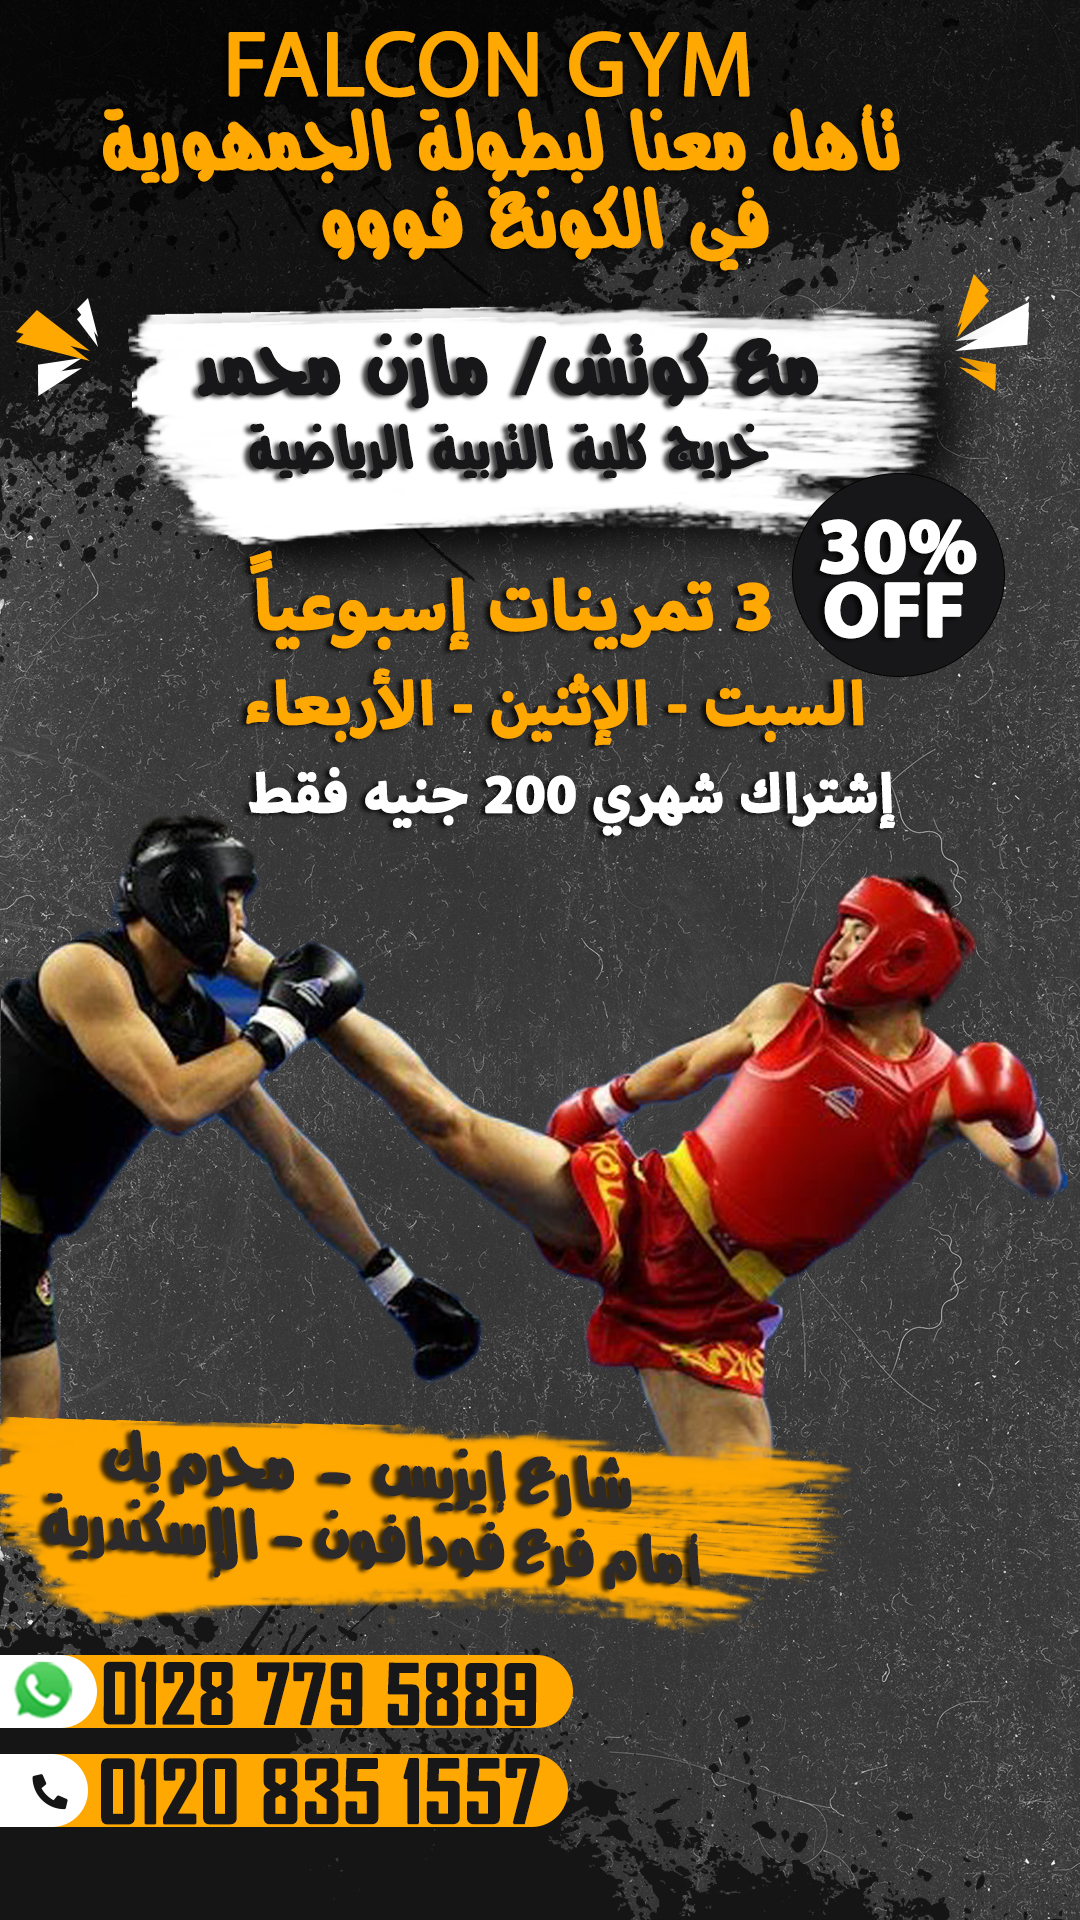 FALCON GYM
تأهل معنا لبطولة الجمهورية
في الكونغ فووو
مع كوتش/ مازن محمد
خريج كلية التربية الرياضية
30%
OFF
3 تمرينات إسبوعياً
السبت - الإثنين - الأربعاء
إشتراك شهري 200 جنيه فقط
شارع إيزيس - محرم بك
أمام فرع فودافون - الإسكندرية
0128 779 5889
0120 835 1557